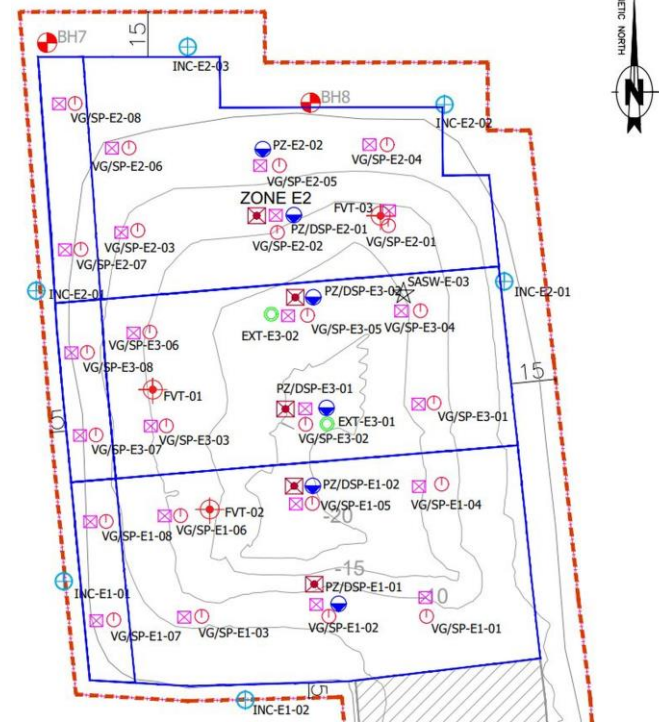 BH7
15
INC-E2-03
ETIC NORTH
N
BH8
VG/SP-E2-08
INC-E2-02
VG/SP-E2-06
PZ-E2-02
VG/SP-E2-04
VG/SP-E2-05
ZONE E2
FVT-03
PZ/DSP-E2-01
VG/SP-E2-03
VG/SP-E2-02
VG/SP-E2-01
VG/SP-E2-07
SASW-E-03
INC-E2-01
PZ/DSP-E3-02
INC-E2-01
VG/SP-E3-05
VG/SP-E3-04
EXT-E3-02
VG/SP-E3-06
VG/SP-E3-08
15
PZ/DSP-E3-01
FVT-01
VG/SP-E3-01
5
EXT-E3-01
VG/SP-E3-03
VG/SP-E3-02
VG/SP-E3-07
PZ/DSP-E1-02
VG/SP-E1-05
VG/SP-E1-04
FVT-02
-20
VG/SP-E1-06
VG/SP-E1-08
-15
PZ/DSP-E1-01
INC-E1-01
10
VG/SP-E1-07
VG/SP-E1-03
VG/SP-E1-02
VG/SP-E1-01
5
INC-E1-02